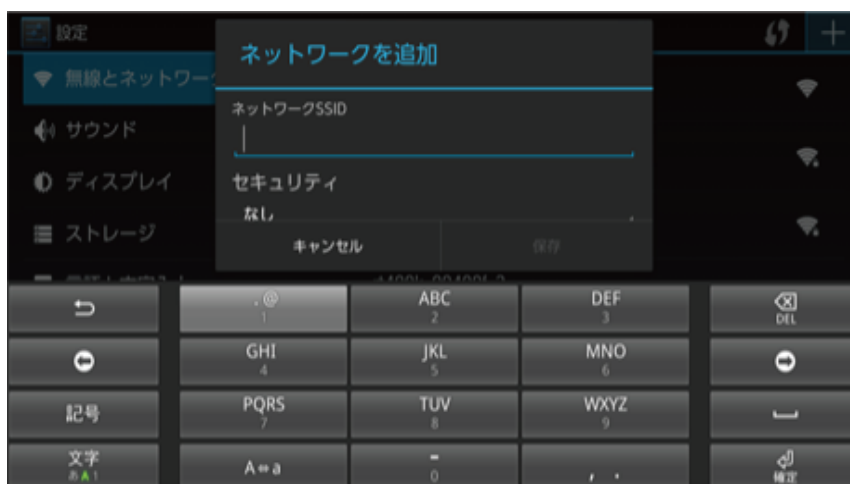 設定
ネットワークを追加
無線とネットワー
ネットワークSSID
サウンド
ディスプレイ
セキュリティ
なし
ストレージ
キャンセル
保存
.@
1
ABC
2
DEF
3
DEL
GHI
4
JKL
5
MNO
6
記号
PQRS
7
TUV
8
WXYZ
9
文字
あA1
A⇔a
-
0
, .
確定